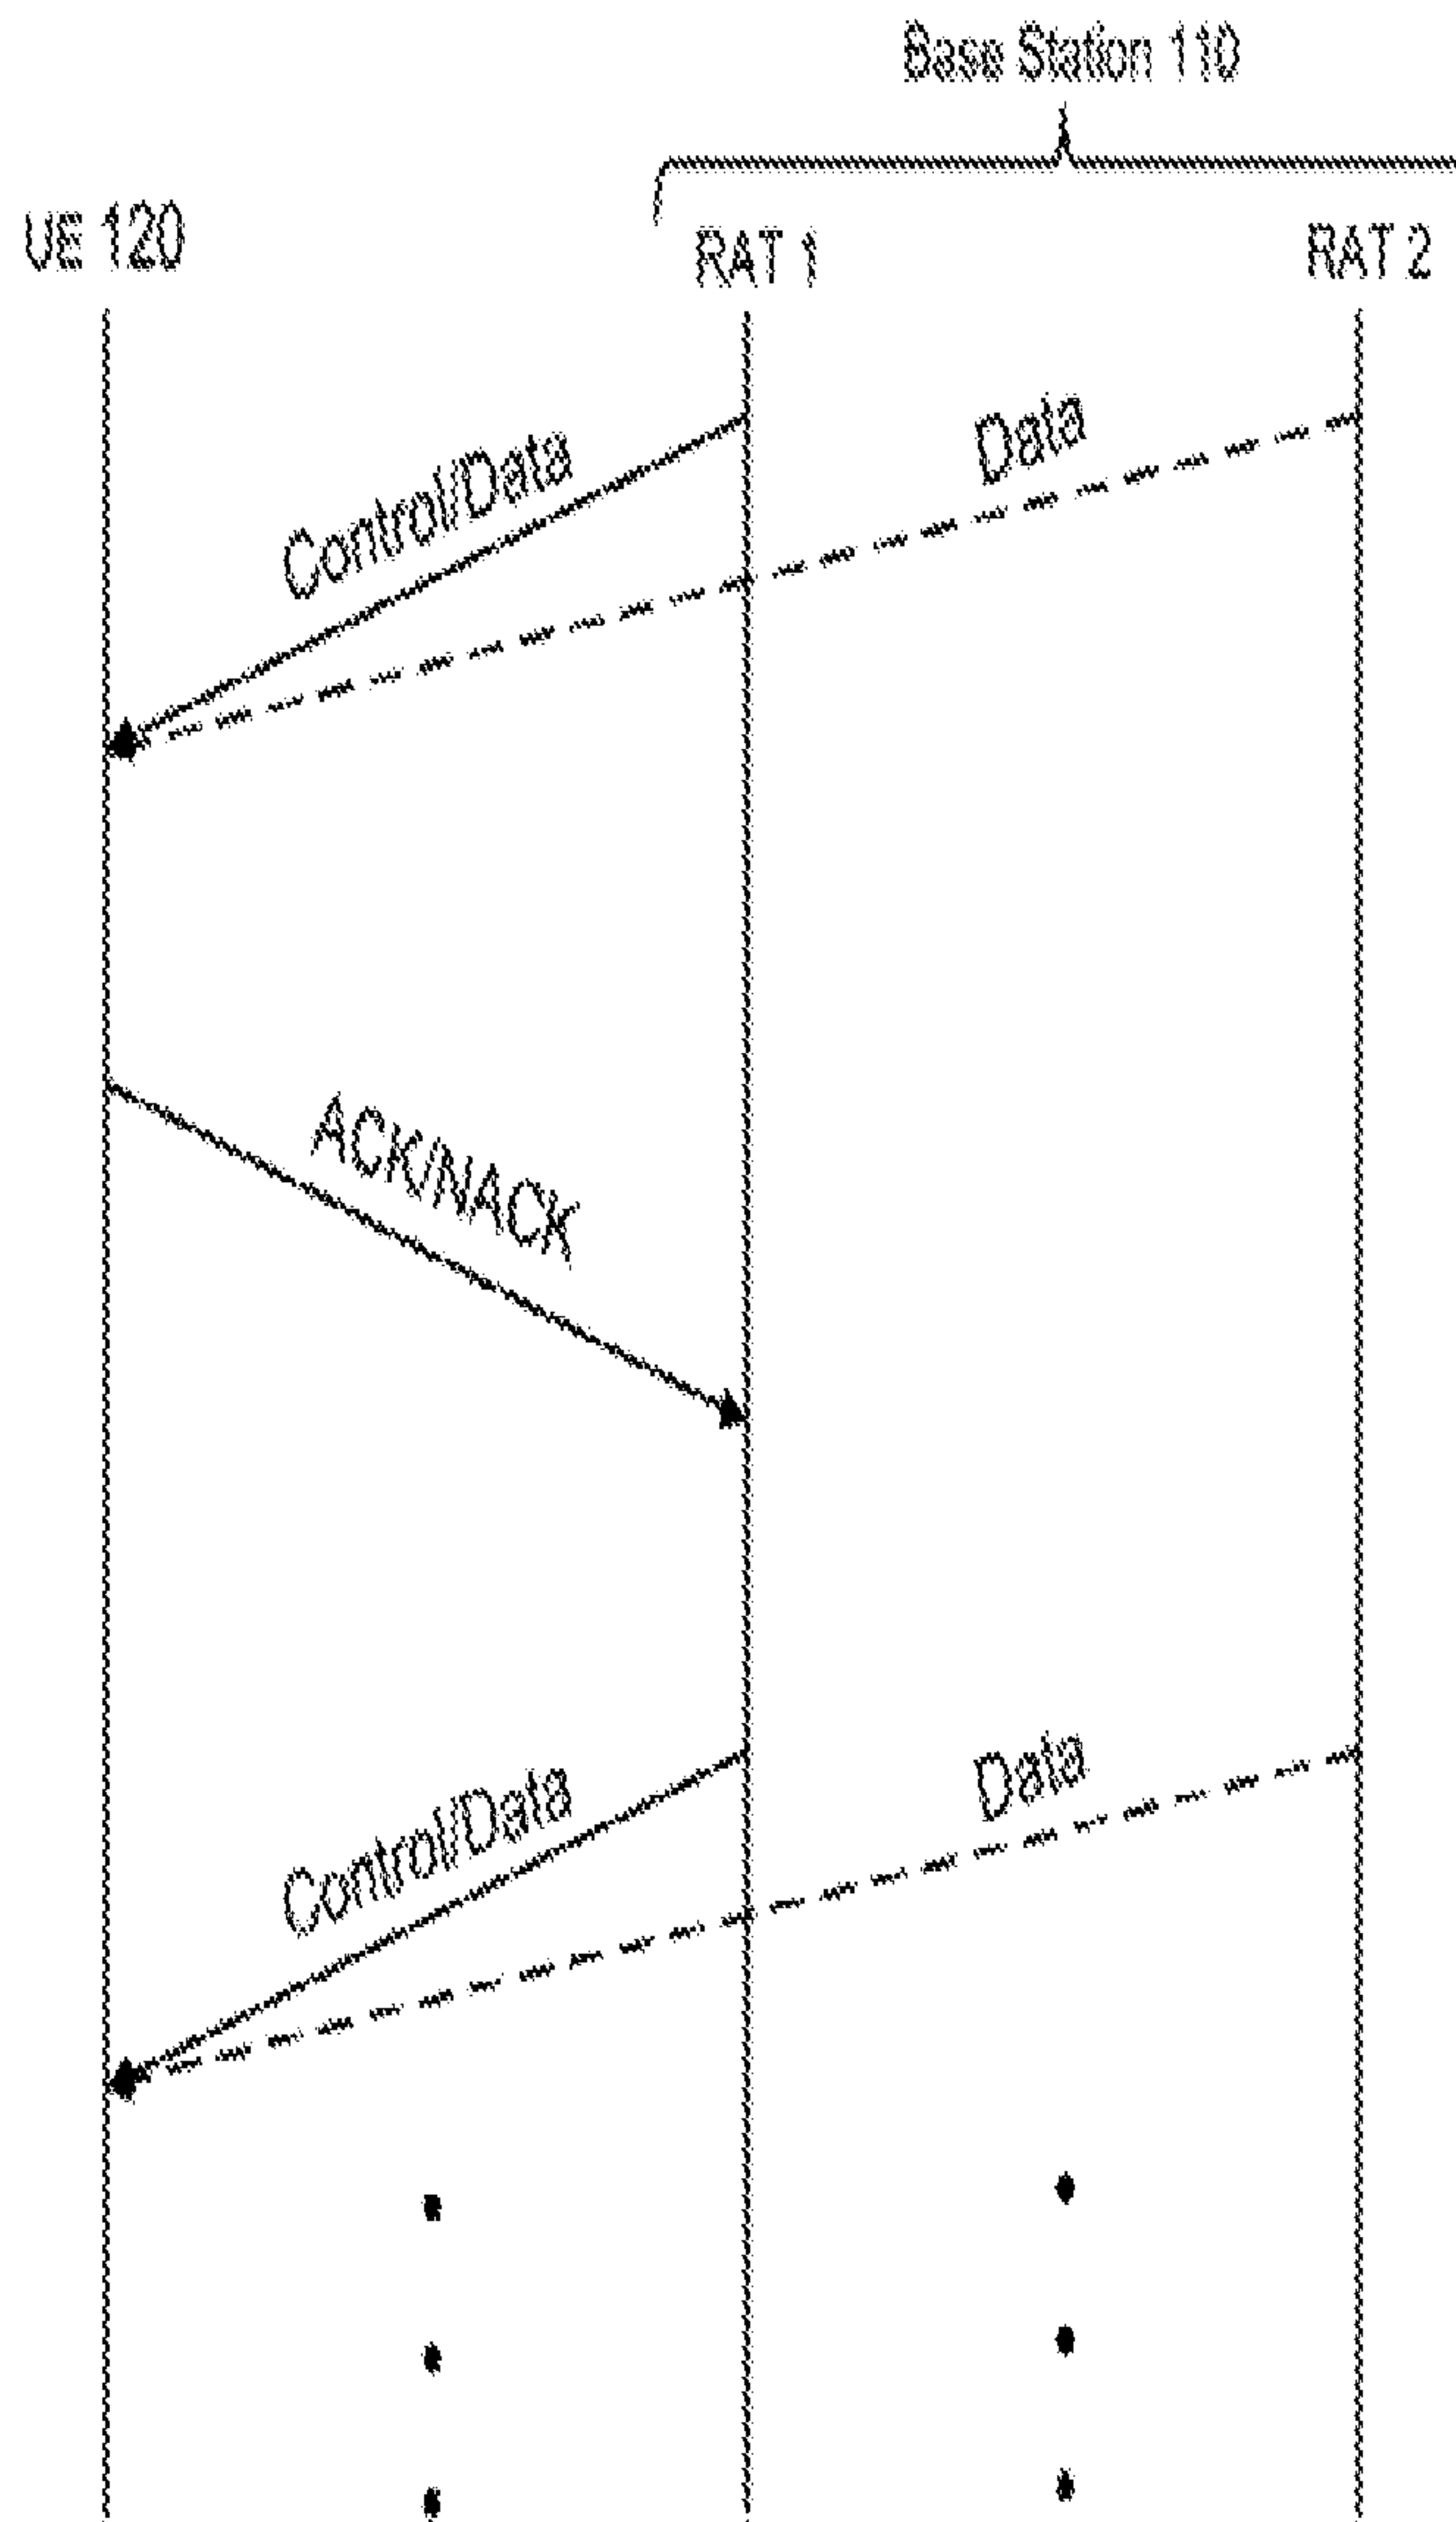 Base Station 110
UE 120
RAT 1
RAT 2
Control/Data
Data
ACK/NACK
Control/Data
Data